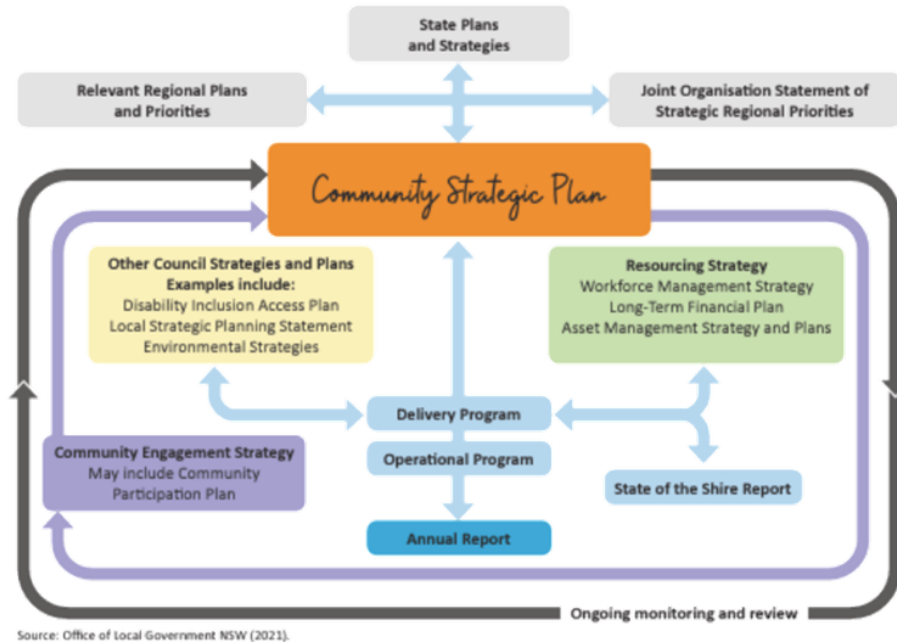 State Plans
and Strategies
Relevant Regional Plans
and Priorities
Joint Organisation Statement of
Strategic Regional Priorities
Community Strategic Plan
Other Council Strategies and Plans
Examples include:
Disability Inclusion Access Plan
Local Strategic Planning Statement
Environmental Strategies
Resourcing Strategy
Workforce Management Strategy
Long-Term Financial Plan
Asset Management Strategy and Plans
Delivery Program
Community Engagement Strategy
May include Community
Participation Plan
Operational Program
State of the Shire Report
Annual Report
Ongoing monitoring and review
Source: Office of Local Government NSW (2021).